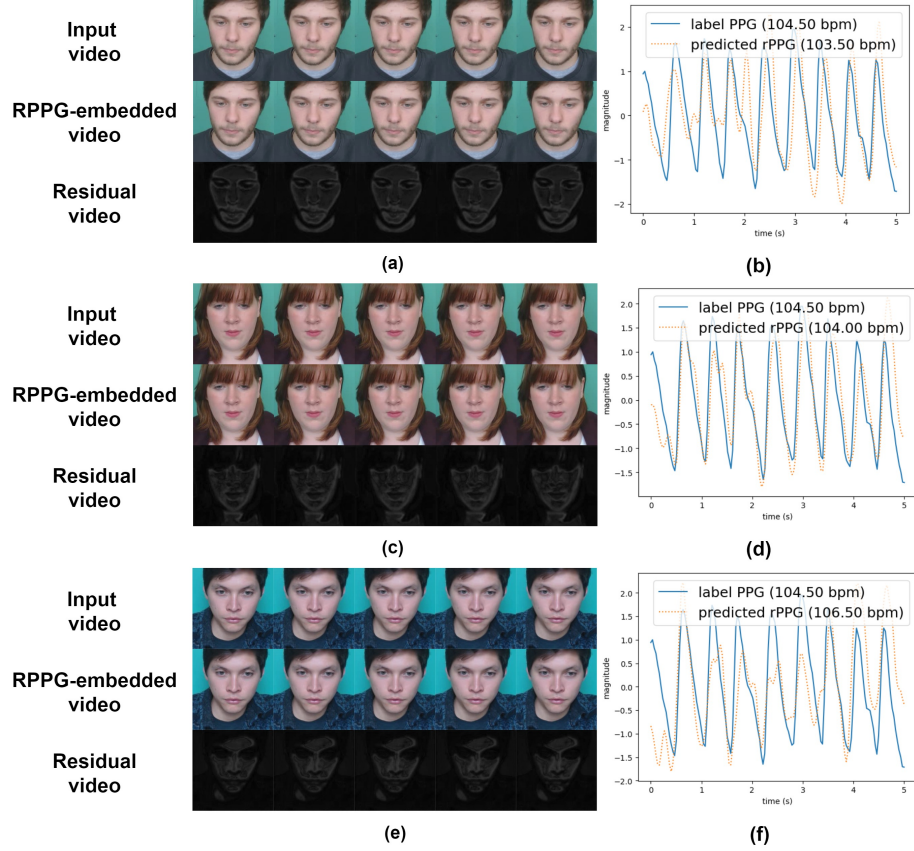 Input
video
RPPG-embedded
video
Residual
video
(a)
label PPG (104.50 bpm)
predicted rPPG (103.50 bpm)
magnitude
2
1
0
−1
−2
0
1
2
3
4
5
time (s)
(b)
Input
video
RPPG-embedded
video
Residual
video
(c)
label PPG (104.50 bpm)
predicted rPPG (104.00 bpm)
magnitude
2.0
1.5
1.0
0.5
0.0
−0.5
−1.0
−1.5
0
1
2
3
4
5
time (s)
(d)
Input
video
RPPG-embedded
video
Residual
video
(e)
label PPG (104.50 bpm)
predicted rPPG (106.50 bpm)
magnitude
2.0
1.5
1.0
0.5
0.0
−0.5
−1.0
−1.5
−2.0
0
1
2
3
4
5
time (s)
(f)